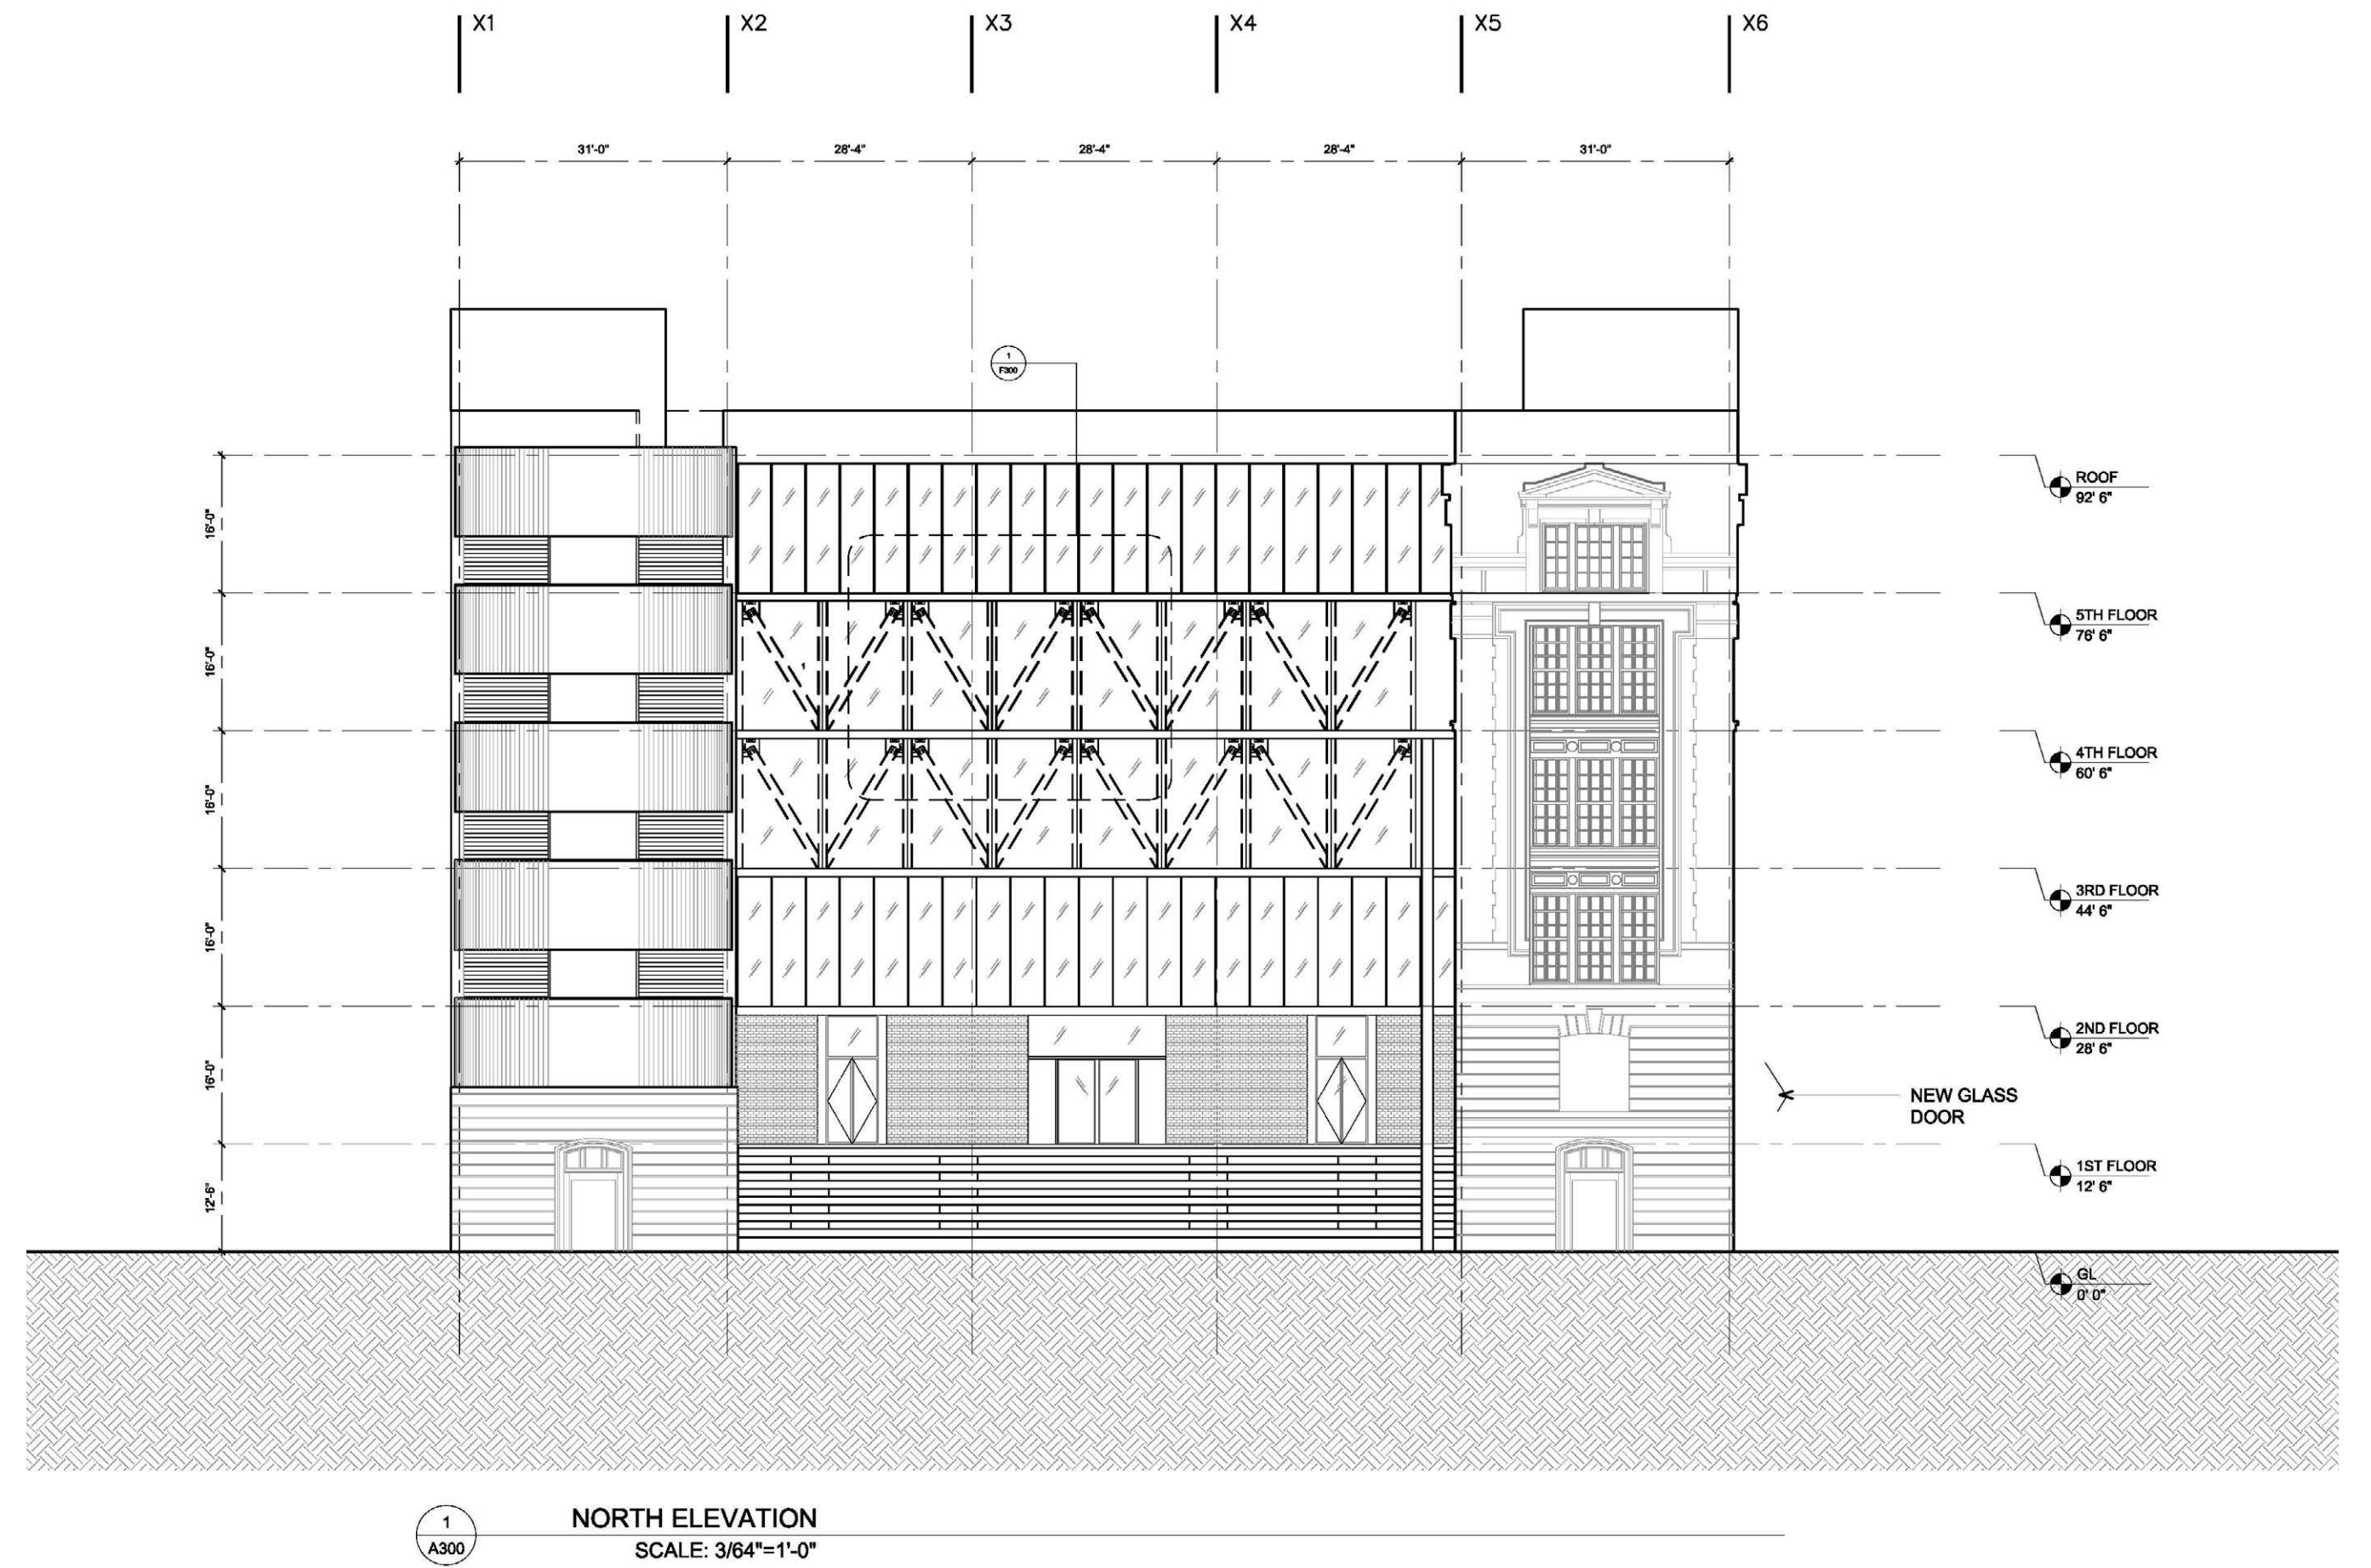 X1 X2 X3 X4 X5 X6
31'-0" 28'-4" 28'-4" 28'-4" 31'-0"
1
F300
16'-0"
16'-0"
16'-0"
16'-0"
16'-0"
12'-6"
ROOF
92' 6"
5TH FLOOR
76' 6"
4TH FLOOR
60' 6"
3RD FLOOR
44' 6"
2ND FLOOR
28' 6"
NEW GLASS
DOOR
1ST FLOOR
12' 6"
GL
0' 0"
1
A300
NORTH ELEVATION
SCALE: 3/64"=1'-0"